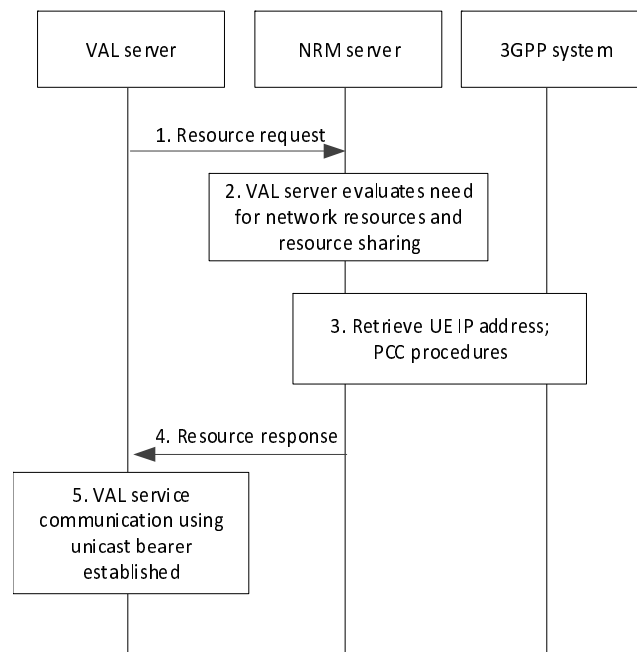 VAL server
NRM server
3GPP system
1. Resource request
2. VAL server evaluates need
for network resources and
resource sharing
3. Retrieve UE IP address;
PCC procedures
4. Resource response
5. VAL service
communication using
unicast bearer
established